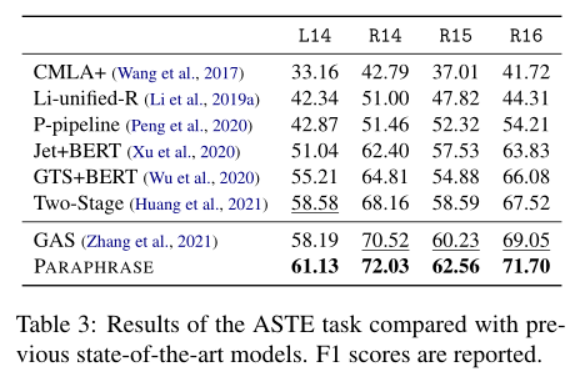 L14 R14 R15 R16
CMLA+ (Wang et al., 2017) 33.16 42.79 37.01 41.72
Li-unified-R (Li et al., 2019a) 42.34 51.00 47.82 44.31
P-pipeline (Peng et al., 2020) 42.87 51.46 52.32 54.21
Jet+BERT (Xu et al., 2020) 51.04 62.40 57.53 63.83
GTS+BERT (Wu et al., 2020) 55.21 64.81 54.88 66.08
Two-Stage (Huang et al., 2021) 58.58 68.16 58.59 67.52
GAS (Zhang et al., 2021) 58.19 70.52 60.23 69.05
PARAPHRASE 61.13 72.03 62.56 71.70
Table 3: Results of the ASTE task compared with pre-
vious state-of-the-art models. F1 scores are reported.